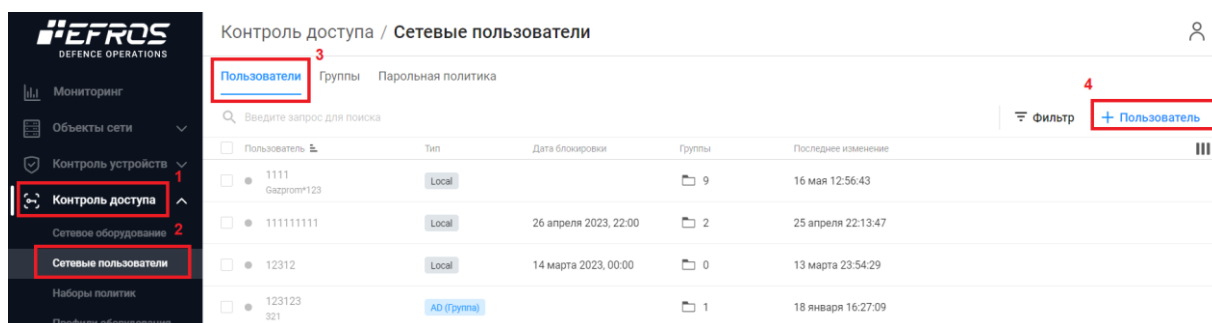 EFROS
DEFENCE OPERATIONS
Мониторинг
Объекты сети
Контроль устройств
1
Контроль доступа
Сетевое оборудование 2
Сетевые пользователи
Наборы политик
Профили оборудования
Контроль доступа / Сетевые пользователи
3
Пользователи Группы Парольная политика
4
Введите запрос для поиска Фильтр + Пользователь
Пользователь Тип Дата блокировки Группы Последнее изменение
1111 Local 9 16 мая 12:56:43
Gazprom*123
111111111 Local 26 апреля 2023, 22:00 2 25 апреля 22:13:47
12312 Local 14 марта 2023, 00:00 0 13 марта 23:54:29
123123 AD (Группа) 1 18 января 16:27:09
321